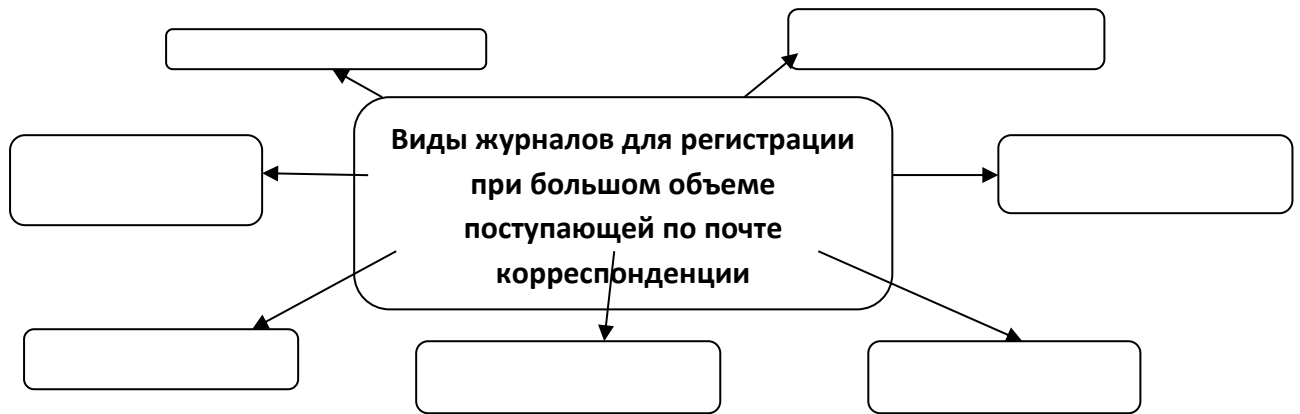 Виды журналов для регистрации
при большом объеме
поступающей по почте
корреспонденции